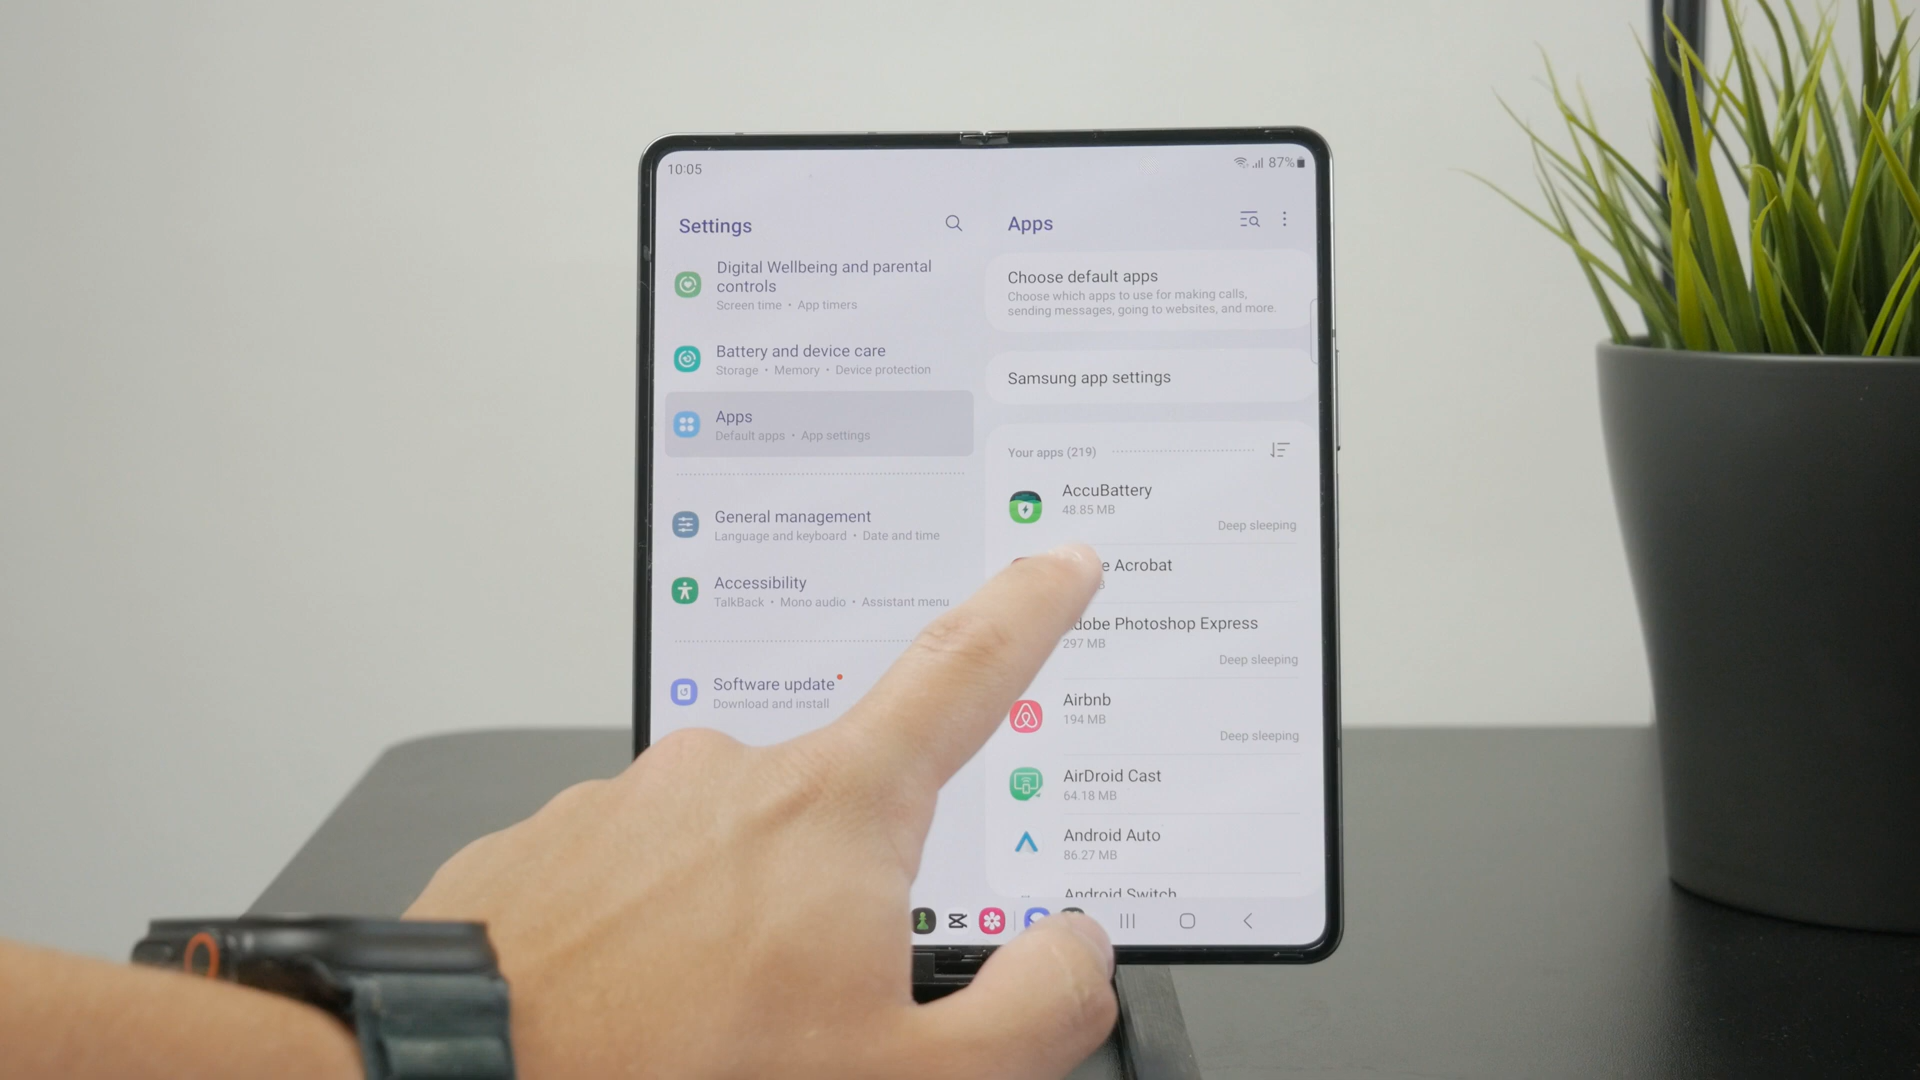 10:05
87%
Settings
Digital Wellbeing and parental
controls
Screen time • App timers
Battery and device care
Storage • Memory • Device protection
Apps
Default apps • App settings
General management
Language and keyboard • Date and time
Accessibility
TalkBack • Mono audio • Assistant menu
Software update
Download and install
Apps
Choose default apps
Choose which apps to use for making calls,
sending messages, going to websites, and more.
Samsung app settings
Your apps (219)
AccuBattery
48.85 MB
Deep sleeping
Acrobat
dobe Photoshop Express
297 MB
Deep sleeping
Airbnb
194 MB
Deep sleeping
AirDroid Cast
64.18 MB
Android Auto
86.27 MB
Android Switch